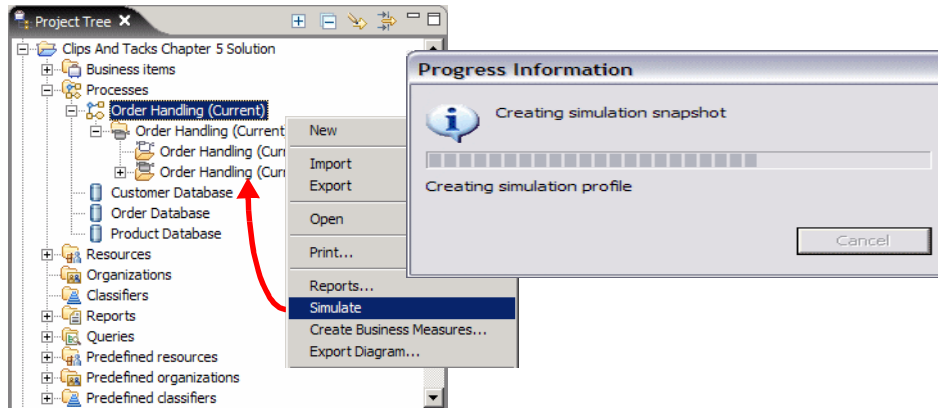 Project Tree
Clips And Tacks Chapter 5 Solution
Business items
Processes
Order Handling (Current)
Order Handling (Current
Order Handling (Curr
Order Handling (Curr
Customer Database
Order Database
Product Database
Resources
Organizations
Classifiers
Reports
Queries
Predefined resources
Predefined organizations
Predefined classifiers
New
Import
Export
Open
Print...
Reports...
Simulate
Create Business Measures...
Export Diagram...
Progress Information
Creating simulation snapshot
Creating simulation profile
Cancel